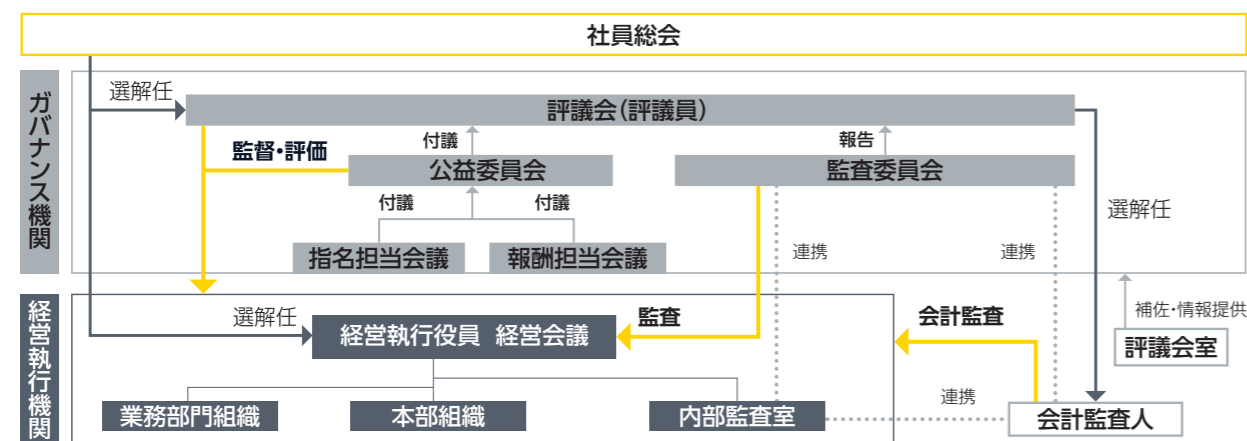 社員総会
ガバナンス機関
選解任
評議会(評議員)
監督・評価
付議
報告
公益委員会
監査委員会
付議
付議
選解任
指名担当会議
報酬担当会議
連携
連携
経営執行機関
選解任
経営執行役員 経営会議
監査
会計監査
補佐・情報提供
評議会室
業務部門組織
本部組織
内部監査室
連携
会計監査人